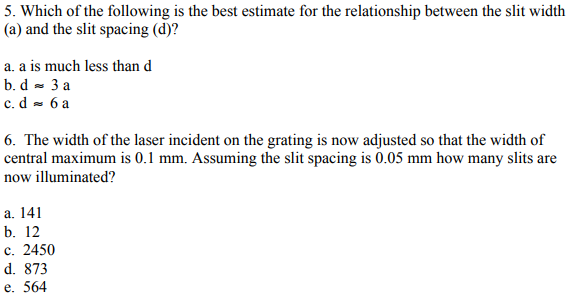 5. Which of the following is the best estimate for the relationship between the slit width
(a) and the slit spacing (d)?
a. a is much less than d
b. d ≈ 3 a
c. d ≈ 6 a
6. The width of the laser incident on the grating is now adjusted so that the width of
central maximum is 0.1 mm. Assuming the slit spacing is 0.05 mm how many slits are
now illuminated?
a. 141
b. 12
c. 2450
d. 873
e. 564